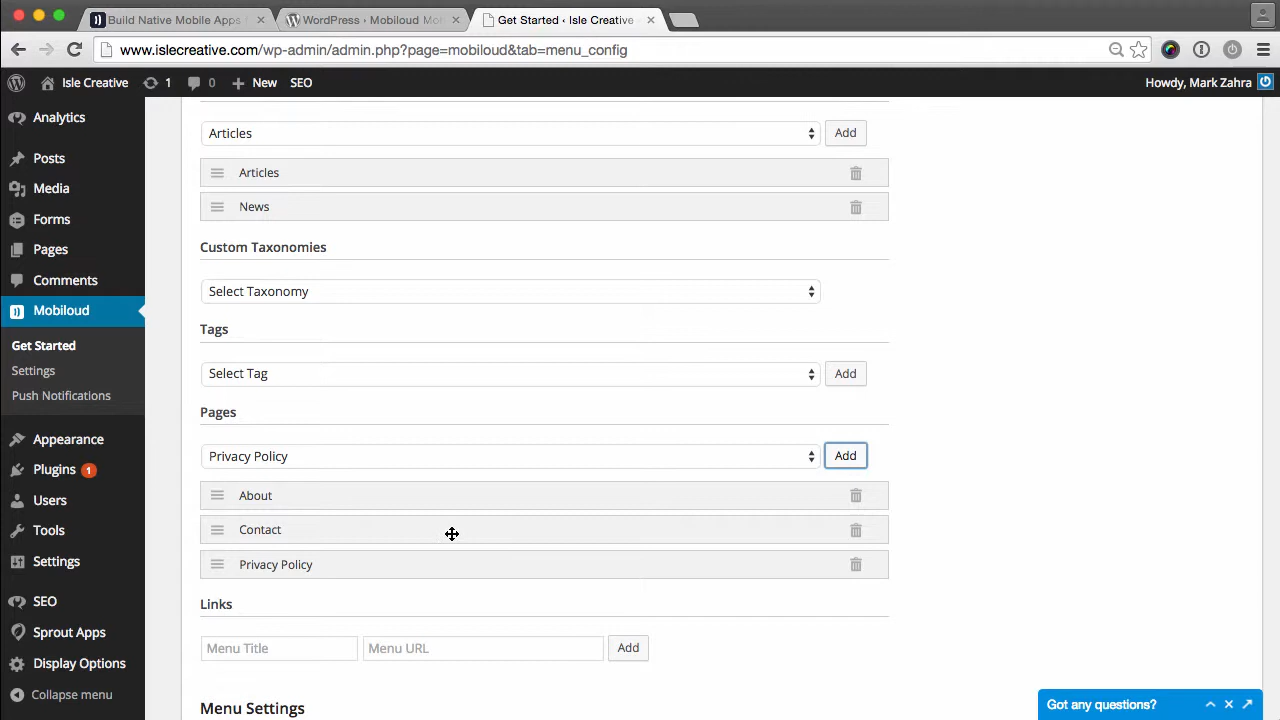 Build Native Mobile Apps
WordPress › Mobiloud Mob
Get Started ‹ Isle Creative
www.islecreative.com/wp-admin/admin.php?page=mobiloud&tab=menu_config
Isle Creative
1
0
New
SEO
Howdy, Mark Zahra
Analytics
Posts
Media
Forms
Pages
Comments
Mobiloud
Get Started
Settings
Push Notifications
Appearance
Plugins 1
Users
Tools
Settings
SEO
Sprout Apps
Display Options
Collapse menu
Articles
Add
Articles
News
Custom Taxonomies
Select Taxonomy
Tags
Select Tag
Add
Pages
Privacy Policy
Add
About
Contact
Privacy Policy
Links
Menu Title
Menu URL
Add
Menu Settings
Got any questions?